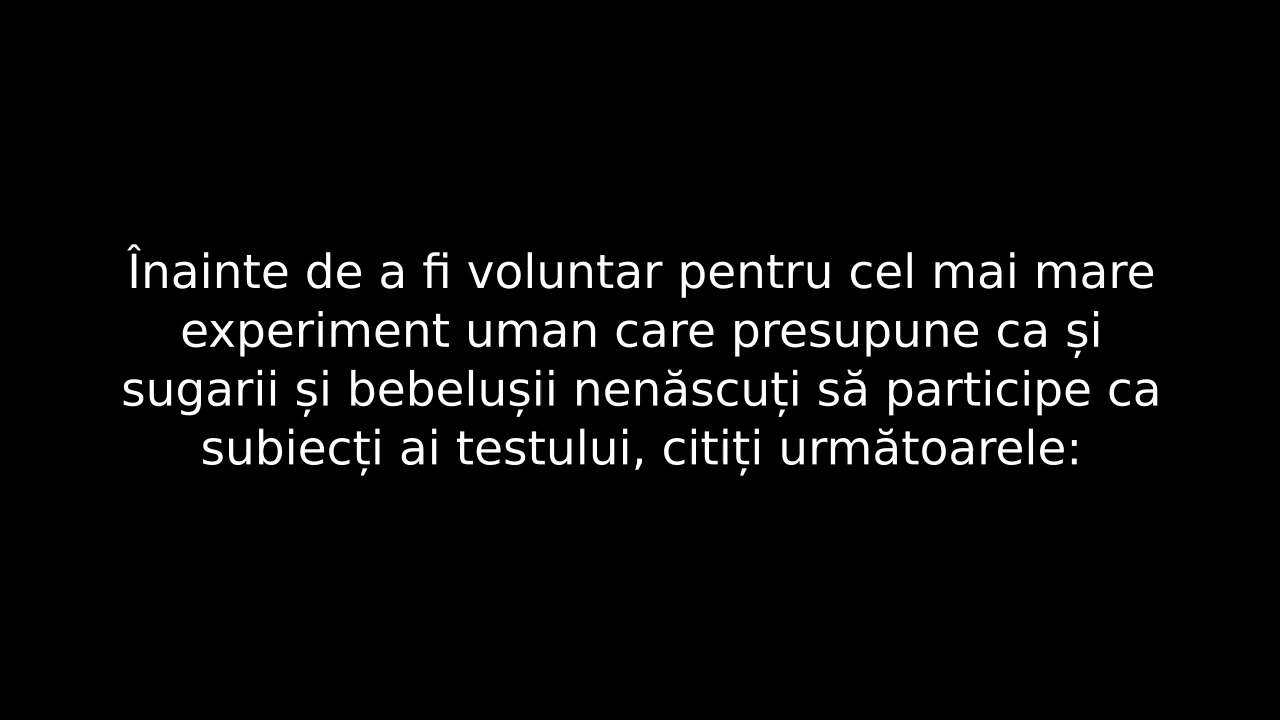 Înainte de a fi voluntar pentru cel mai mare
experiment uman care presupune ca și
sugarii și bebelușii nenăscuți să participe ca
subiecți ai testului, citiți următoarele: